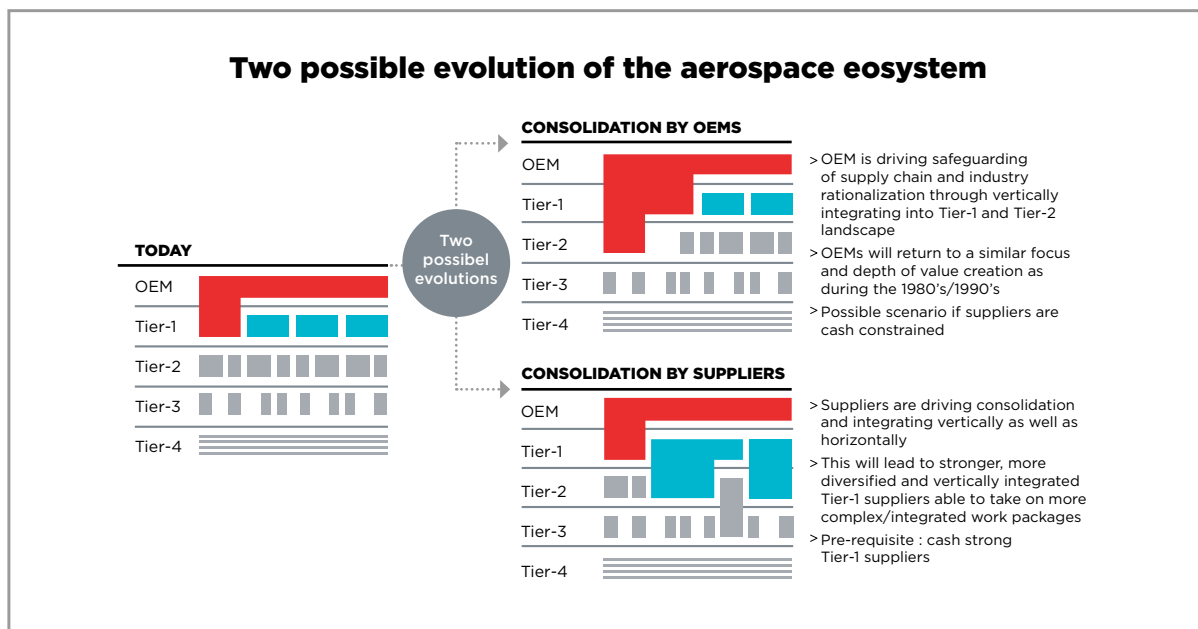 Two possible evolution of the aerospace eosystem
TODAY
OEM
Tier-1
Tier-2
Tier-3
Tier-4
Two
possibel
evolutions
CONSOLIDATION BY OEMS
OEM
Tier-1
Tier-2
Tier-3
Tier-4
> OEM is driving safeguarding
of supply chain and industry
rationalization through vertically
integrating into Tier-1 and Tier-2
landscape
> OEMs will return to a similar focus
and depth of value creation as
during the 1980's/1990's
> Possible scenario if suppliers are
cash constrained
CONSOLIDATION BY SUPPLIERS
OEM
Tier-1
Tier-2
Tier-3
Tier-4
> Suppliers are driving consolidation
and integrating vertically as well as
horizontally
> This will lead to stronger, more
diversified and vertically integrated
Tier-1 suppliers able to take on more
complex/integrated work packages
> Pre-requisite : cash strong
Tier-1 suppliers